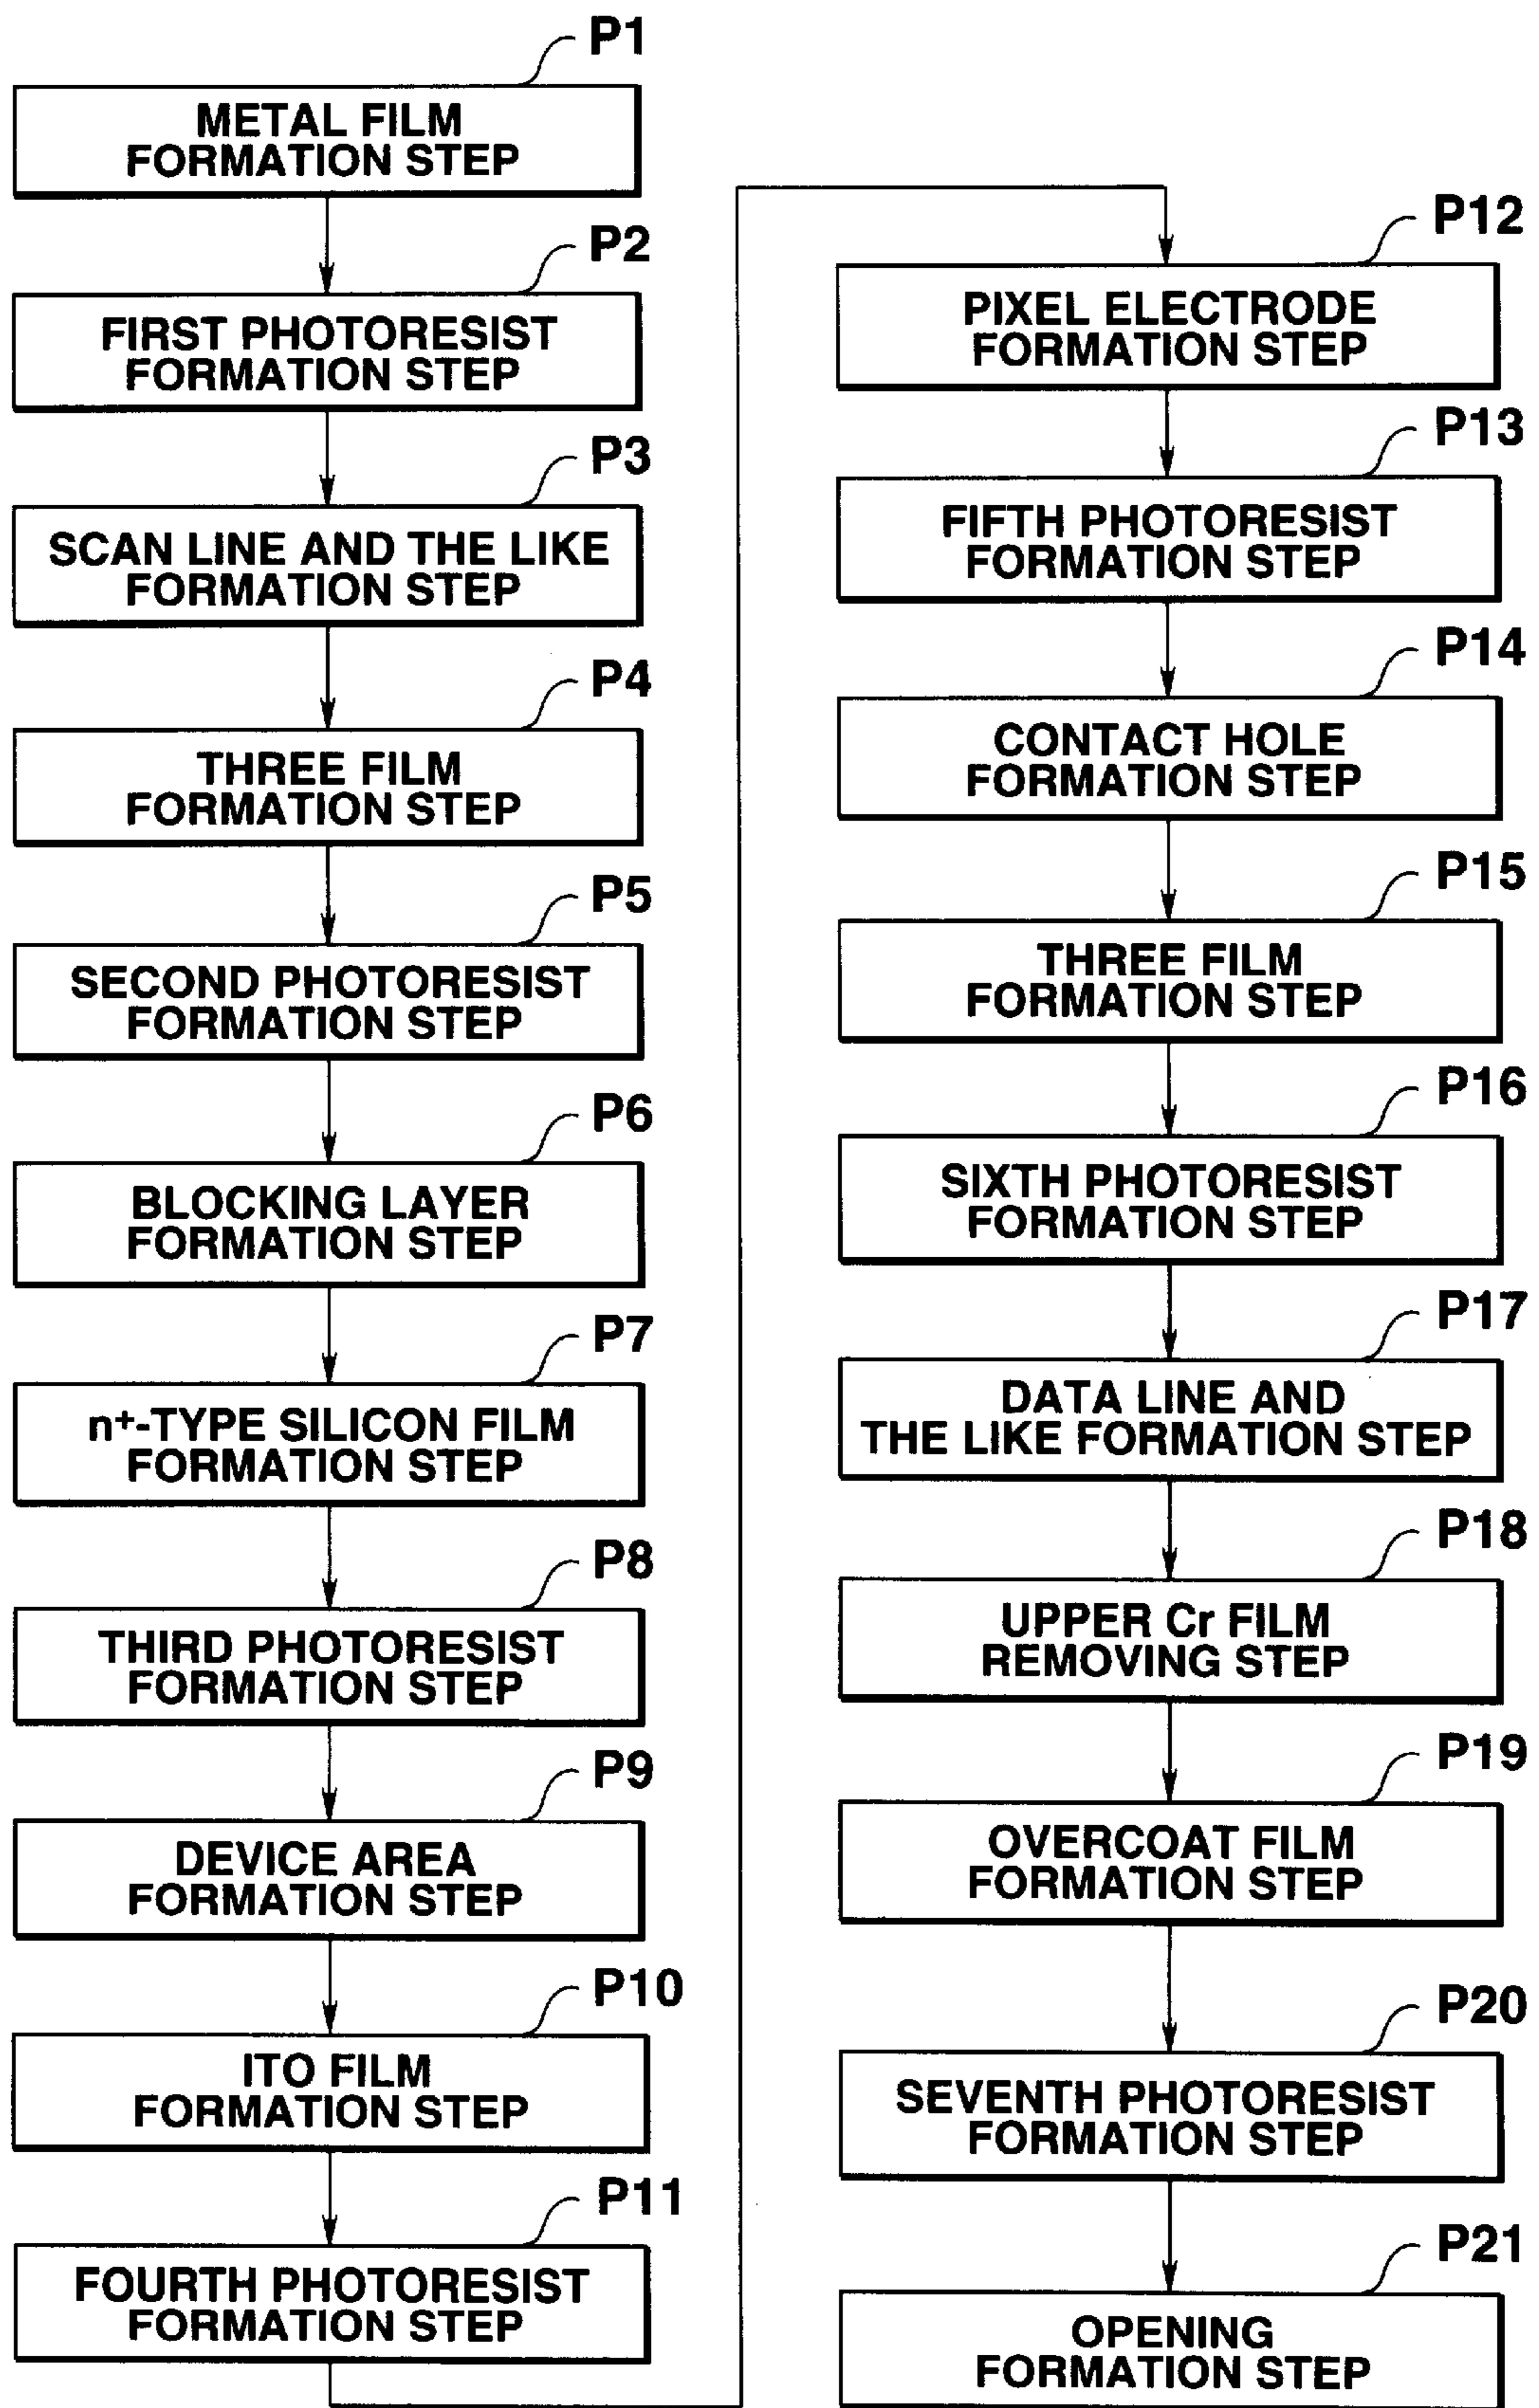 P1
METAL FILM
FORMATION STEP
P2
FIRST PHOTORESIST
FORMATION STEP
P3
SCAN LINE AND THE LIKE
FORMATION STEP
P4
THREE FILM
FORMATION STEP
P5
SECOND PHOTORESIST
FORMATION STEP
P6
BLOCKING LAYER
FORMATION STEP
P7
n+-TYPE SILICON FILM
FORMATION STEP
P8
THIRD PHOTORESIST
FORMATION STEP
P9
DEVICE AREA
FORMATION STEP
P10
ITO FILM
FORMATION STEP
P11
FOURTH PHOTORESIST
FORMATION STEP
P12
PIXEL ELECTRODE
FORMATION STEP
P13
FIFTH PHOTORESIST
FORMATION STEP
P14
CONTACT HOLE
FORMATION STEP
P15
THREE FILM
FORMATION STEP
P16
SIXTH PHOTORESIST
FORMATION STEP
P17
DATA LINE AND
THE LIKE FORMATION STEP
P18
UPPER Cr FILM
REMOVING STEP
P19
OVERCOAT FILM
FORMATION STEP
P20
SEVENTH PHOTORESIST
FORMATION STEP
P21
OPENING
FORMATION STEP